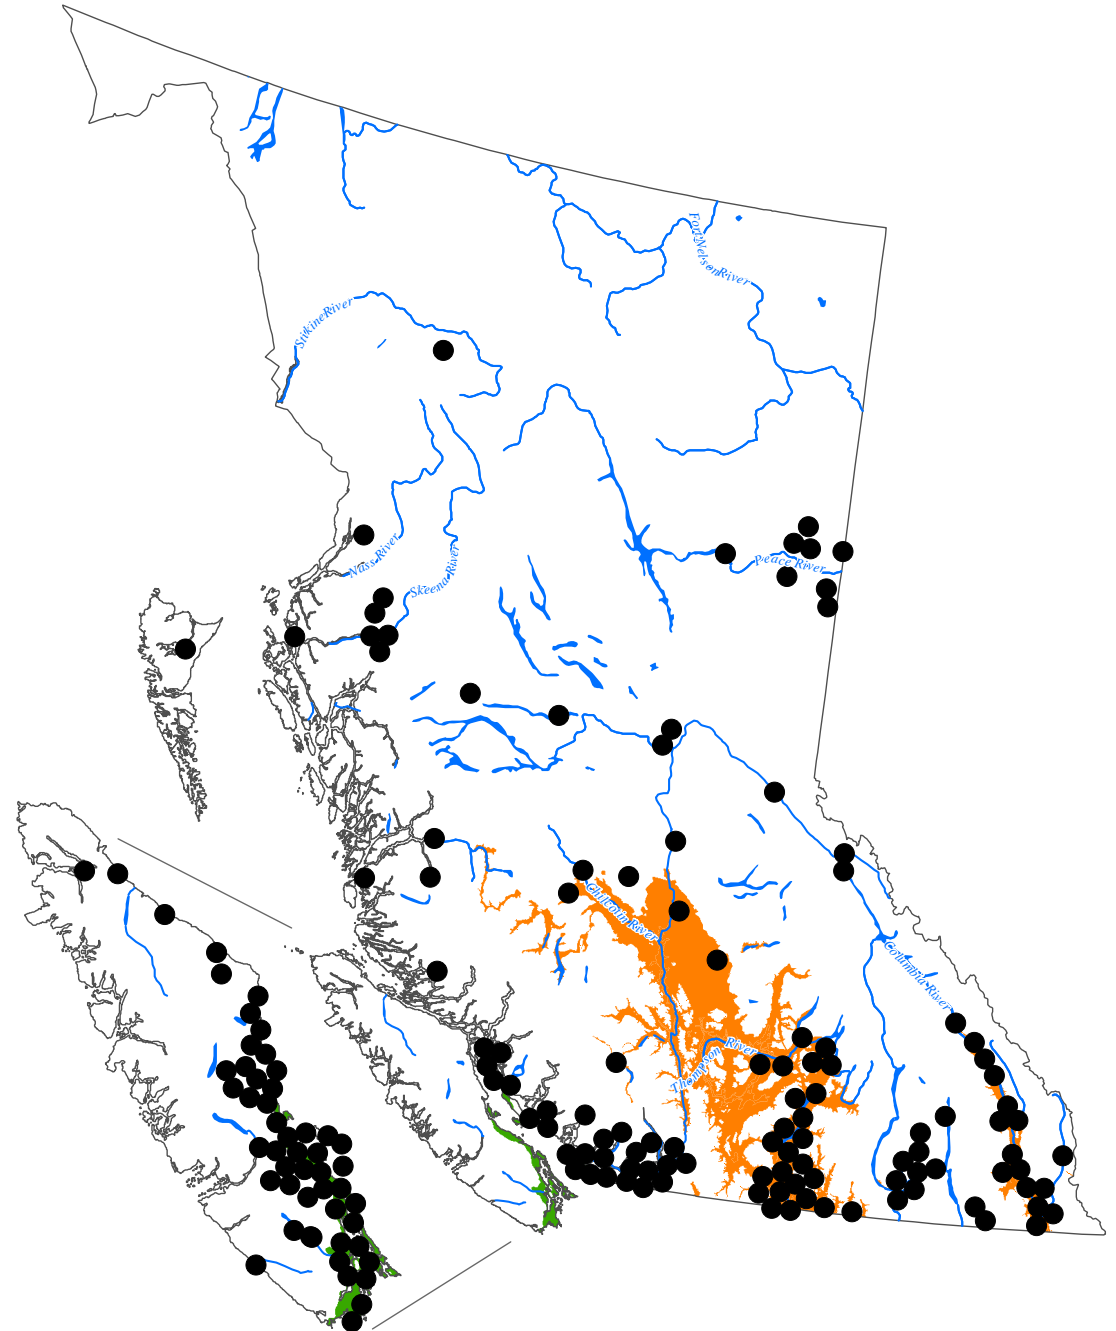 Fort Nelson River
Stikine River
Nass River
Skeena River
Peace River
Chilcotin River
Columbia River
Thompson River